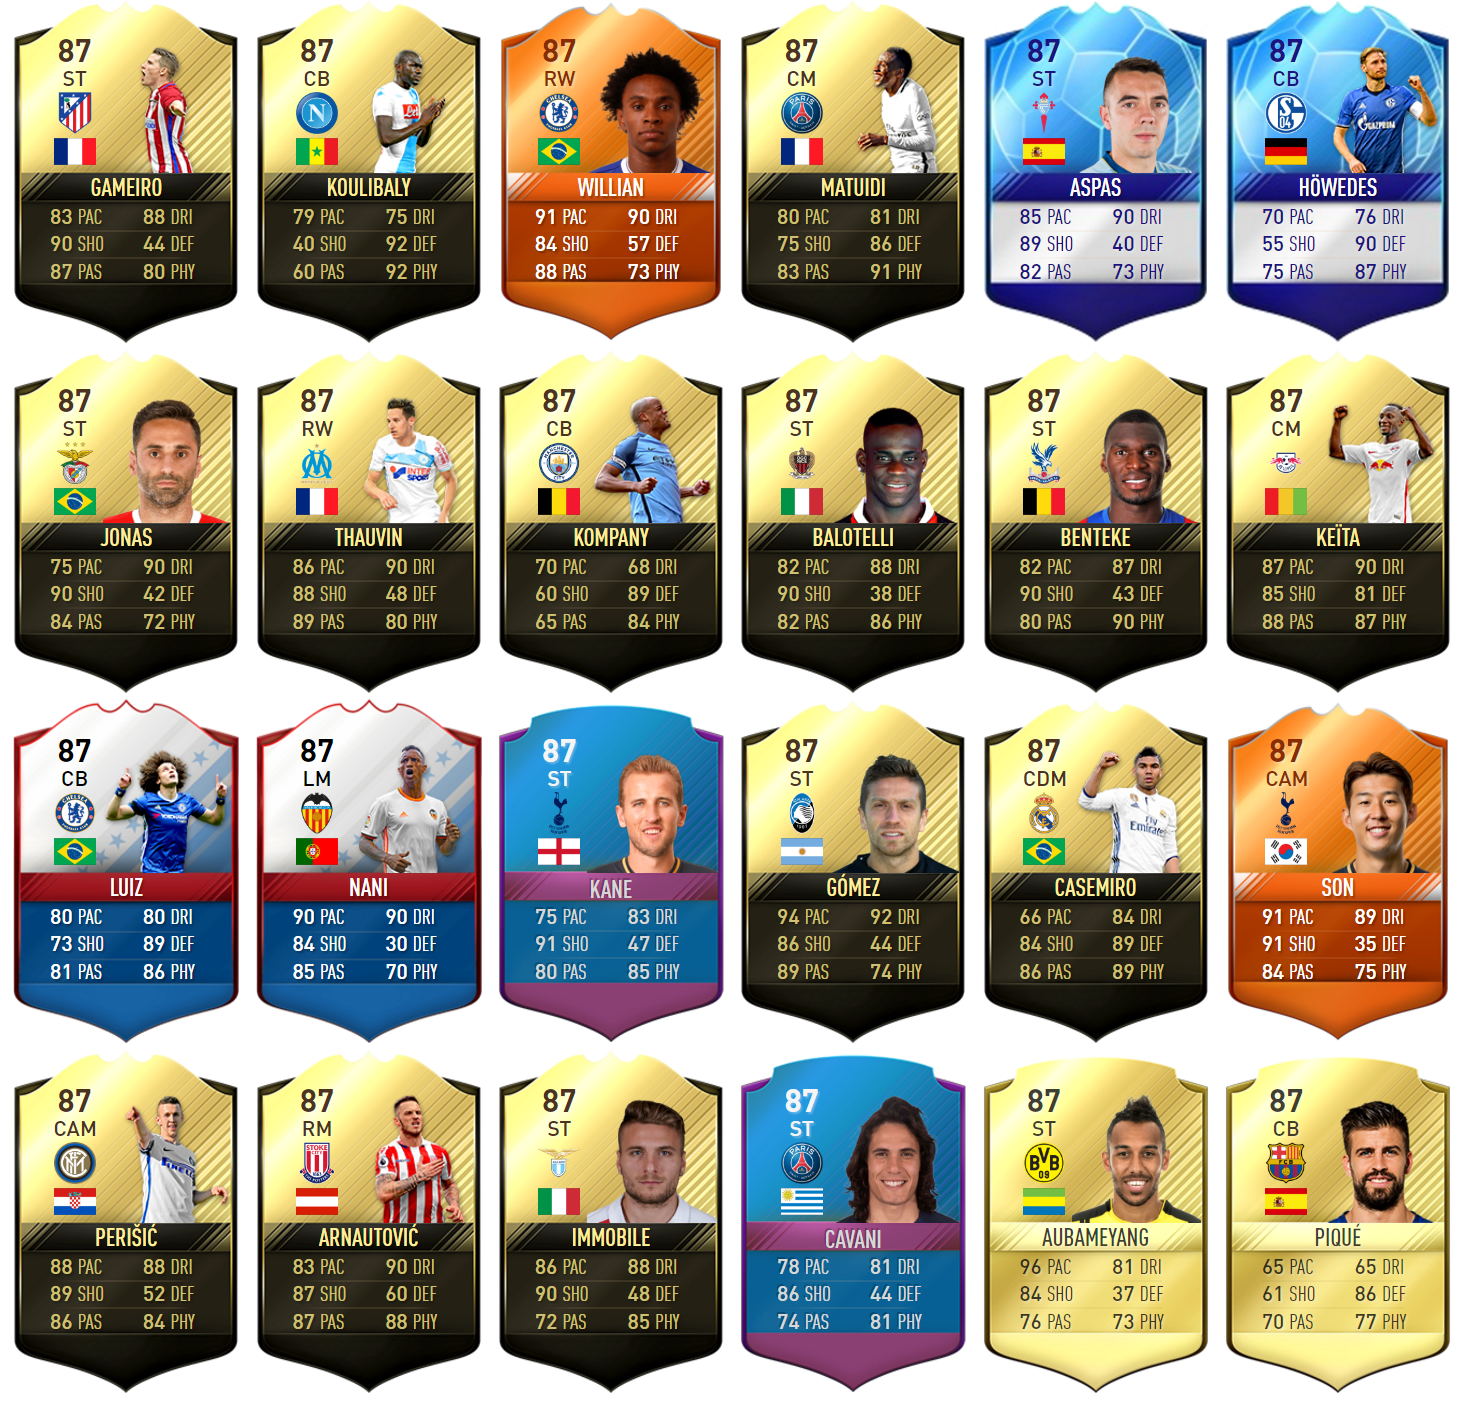 87
ST
GAMEIRO
83 PAC 88 DRI
90 SHO 44 DEF
87 PAS 80 PHY
87
CB
KOULIBALY
79 PAC 75 DRI
40 SHO 92 DEF
60 PAS 92 PHY
87
RW
WILLIAN
91 PAC 90 DRI
84 SHO 57 DEF
88 PAS 73 PHY
87
CM
MATUIDI
80 PAC 81 DRI
75 SHO 86 DEF
83 PAS 91 PHY
87
ST
ASPAS
85 PAC 90 DRI
89 SHO 40 DEF
82 PAS 73 PHY
87
CB
HÖWEDES
70 PAC 76 DRI
55 SHO 90 DEF
75 PAS 87 PHY
87
ST
JONAS
75 PAC 90 DRI
90 SHO 42 DEF
84 PAS 72 PHY
87
RW
THAUVIN
86 PAC 90 DRI
88 SHO 48 DEF
89 PAS 80 PHY
87
CB
KOMPANY
70 PAC 68 DRI
60 SHO 89 DEF
65 PAS 84 PHY
87
ST
BALOTELLI
82 PAC 88 DRI
90 SHO 38 DEF
82 PAS 86 PHY
87
ST
BENTEKE
82 PAC 87 DRI
90 SHO 43 DEF
80 PAS 90 PHY
87
CM
KEÏTA
87 PAC 90 DRI
85 SHO 81 DEF
88 PAS 87 PHY
87
CB
LUIZ
80 PAC 80 DRI
73 SHO 89 DEF
81 PAS 86 PHY
87
LM
NANI
90 PAC 90 DRI
84 SHO 30 DEF
85 PAS 70 PHY
87
ST
KANE
75 PAC 83 DRI
91 SHO 47 DEF
80 PAS 85 PHY
87
ST
GÓMEZ
94 PAC 92 DRI
86 SHO 44 DEF
89 PAS 74 PHY
87
CDM
CASEMIRO
66 PAC 84 DRI
84 SHO 89 DEF
86 PAS 89 PHY
87
CAM
SON
91 PAC 89 DRI
91 SHO 35 DEF
84 PAS 75 PHY
87
CAM
PERIŠIĆ
88 PAC 88 DRI
89 SHO 52 DEF
86 PAS 84 PHY
87
RM
ARNAUTOVIĆ
83 PAC 90 DRI
87 SHO 60 DEF
87 PAS 88 PHY
87
ST
IMMOBILE
86 PAC 88 DRI
90 SHO 48 DEF
72 PAS 85 PHY
87
ST
CAVANI
78 PAC 81 DRI
86 SHO 44 DEF
74 PAS 81 PHY
87
ST
BVB
09
AUBAMEYANG
96 PAC 81 DRI
84 SHO 37 DEF
76 PAS 73 PHY
87
CB
PIQUÉ
65 PAC 65 DRI
61 SHO 86 DEF
70 PAS 77 PHY